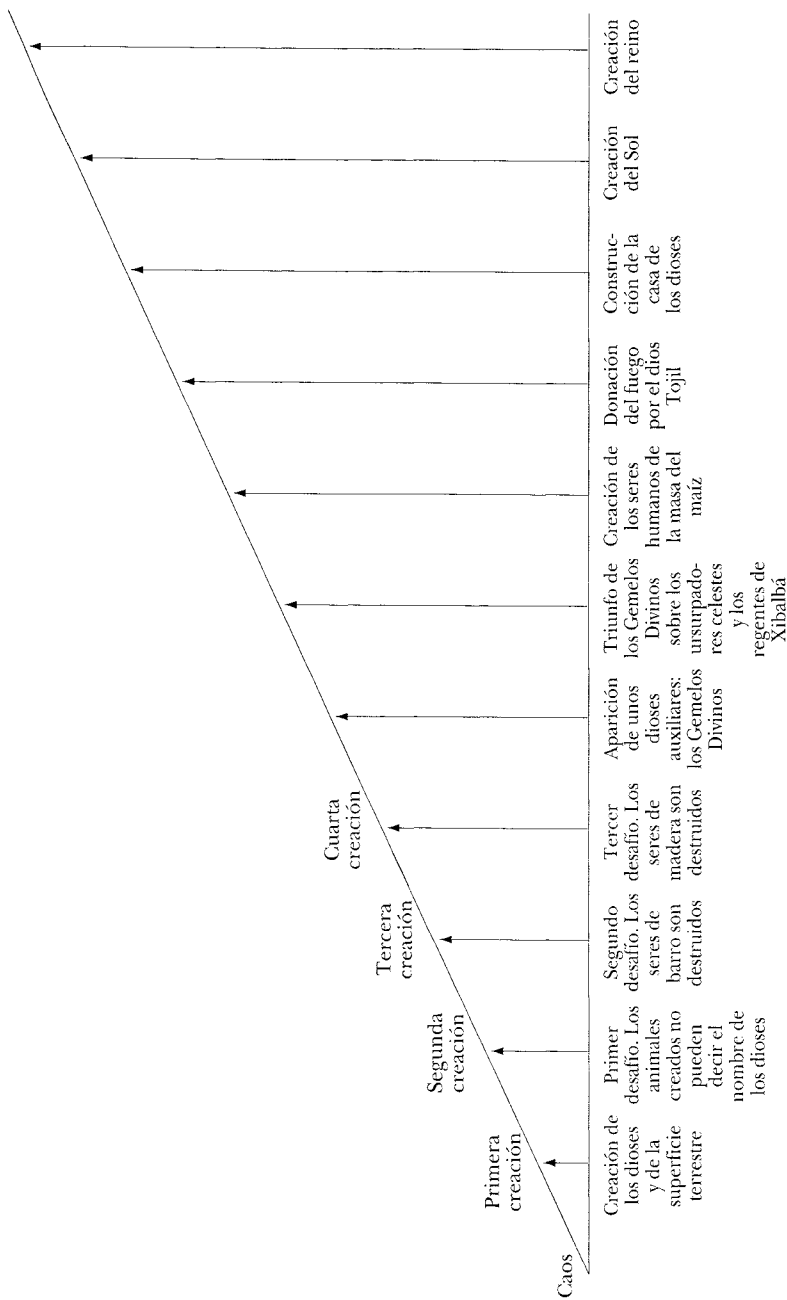 Caos
Primera
creación
Segunda
creación
Tercera
creación
Cuarta
creación
Creación de
los dioses
y de la
superficie
terrestre
Primer
desafío. Los
animales
creados no
pueden
decir el
nombre de
los dioses
Segundo
desafío. Los
seres de
barro son
destruidos
Tercer
desafío. Los
seres de
madera son
destruidos
Aparición
de unos
dioses
auxiliares:
los Gemelos
Divinos
Triunfo de
los Gemelos
Divinos
sobre los
ursurpado-
res celestes
y los
regentes de
Xibalbá
Creación de
los seres
humanos de
la masa del
maíz
Donación
del fuego
por el dios
Tojil
Construc-
ción de la
casa de
los dioses
Creación
del Sol
Creación
del reino